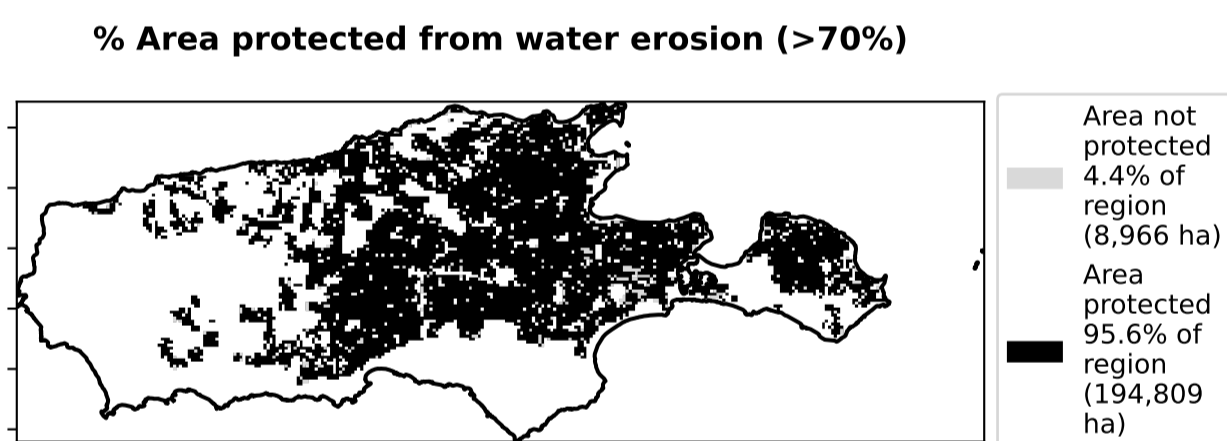 % Area protected from water erosion (>70%)
Area not
protected
4.4% of
region
(8,966 ha)
Area
protected
95.6% of
region
(194,809
ha)